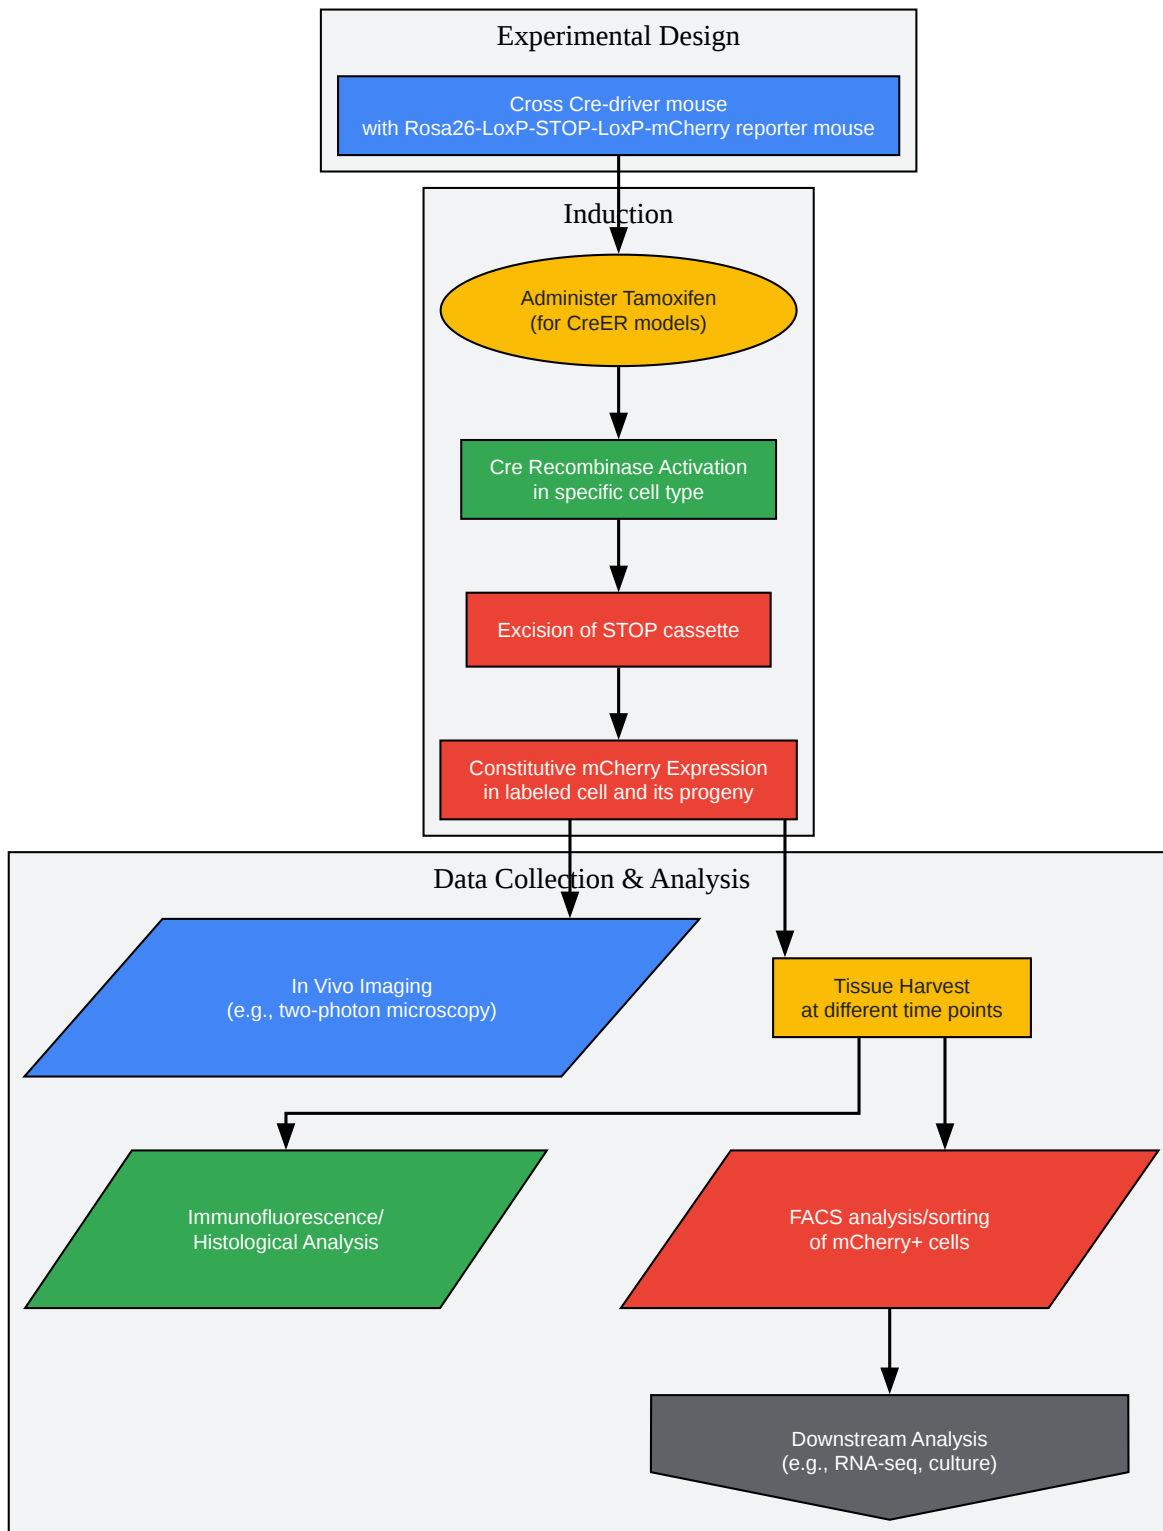 Experimental Design
Cross Cre-driver mouse
with Rosa26-LoxP-STOP-LoxP-mCherry reporter mouse
Induction
Administer Tamoxifen
(for CreER models)
Cre Recombinase Activation
in specific cell type
Excision of STOP cassette
Constitutive mCherry Expression
in labeled cell and its progeny
Data Collection & Analysis
In Vivo Imaging
(e.g., two-photon microscopy)
Tissue Harvest
at different time points
Immunofluorescence/
Histological Analysis
FACS analysis/sorting
of mCherry+ cells
Downstream Analysis
(e.g., RNA-seq, culture)